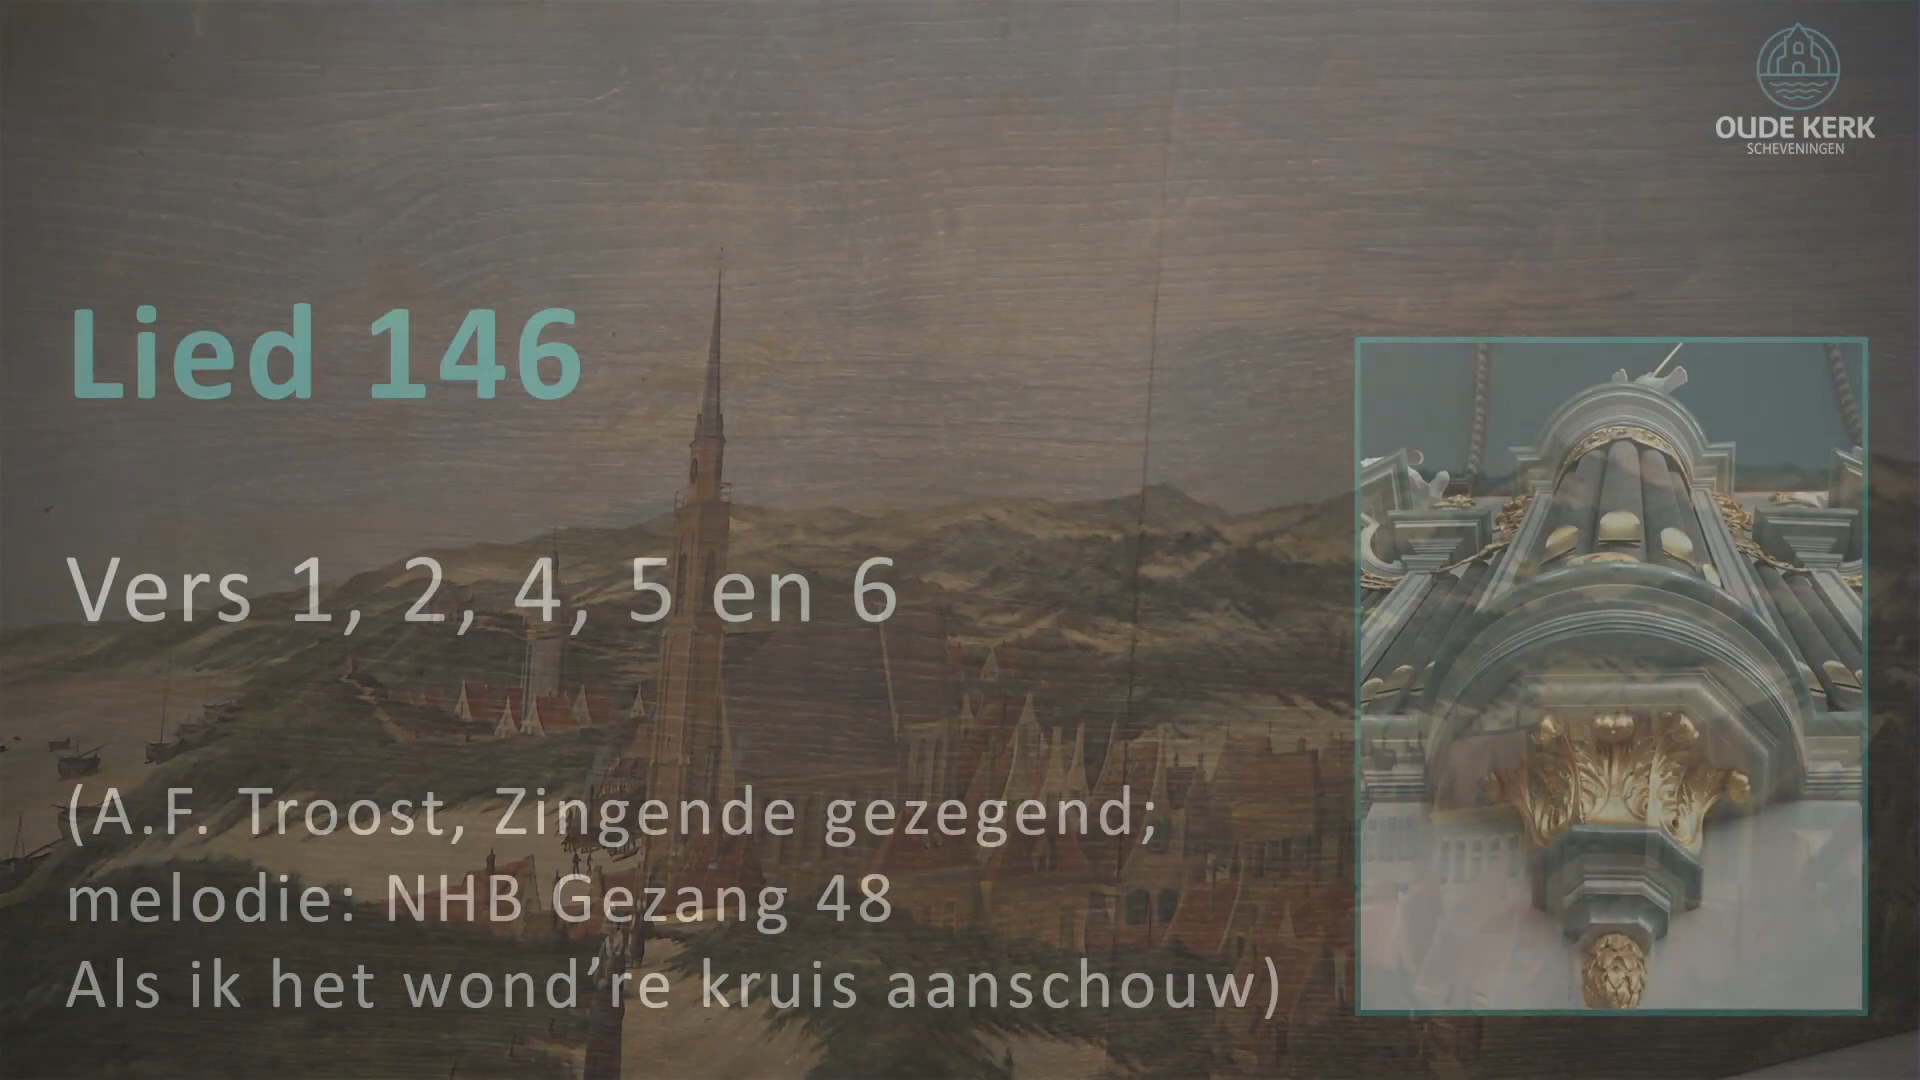 OUDE KERK
SCHEVENINGEN
Lied 146
Vers 1, 2, 4, 5 en 6
(A.F. Troost, Zingende gezegend;
melodie: NHB Gezang 48
Als ik het wond’re kruis aanschouw)